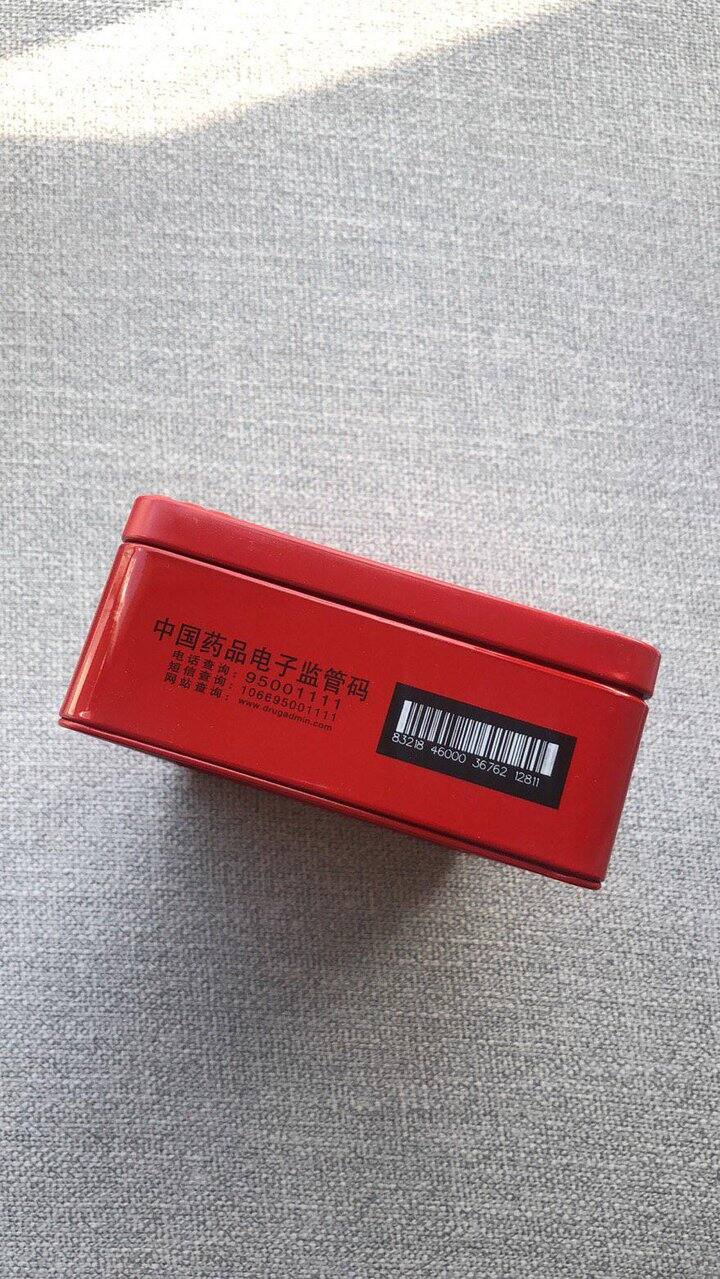 中国药品电子监管码
电话查询：95001111
短信查询：106695001111
网站查询：www.drugadmin.com
83218 46000 36762 12811